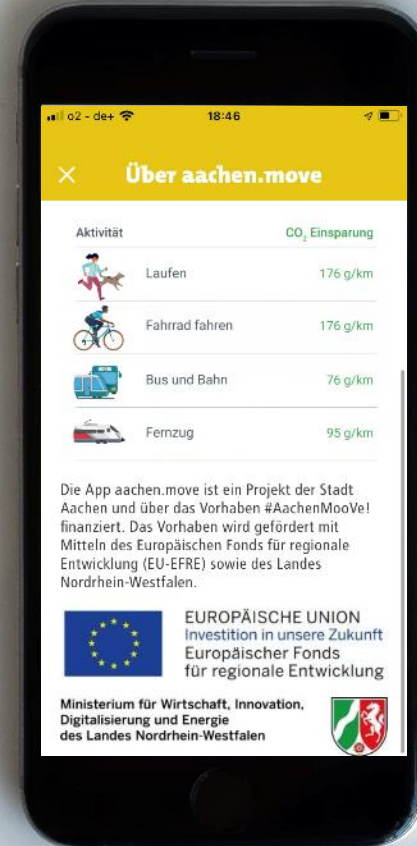 o2 - de+
18:46
Über aachen.move
Aktivität
CO₂ Einsparung
Laufen
176 g/km
Fahrrad fahren
176 g/km
Bus und Bahn
76 g/km
Fernzug
95 g/km
Die App aachen.move ist ein Projekt der Stadt
Aachen und über das Vorhaben #AachenMooVe!
finanziert. Das Vorhaben wird gefördert mit
Mitteln des Europäischen Fonds für regionale
Entwicklung (EU-EFRE) sowie des Landes
Nordrhein-Westfalen.
EUROPÄISCHE UNION
Investition in unsere Zukunft
Europäischer Fonds
für regionale Entwicklung
Ministerium für Wirtschaft, Innovation,
Digitalisierung und Energie
des Landes Nordrhein-Westfalen